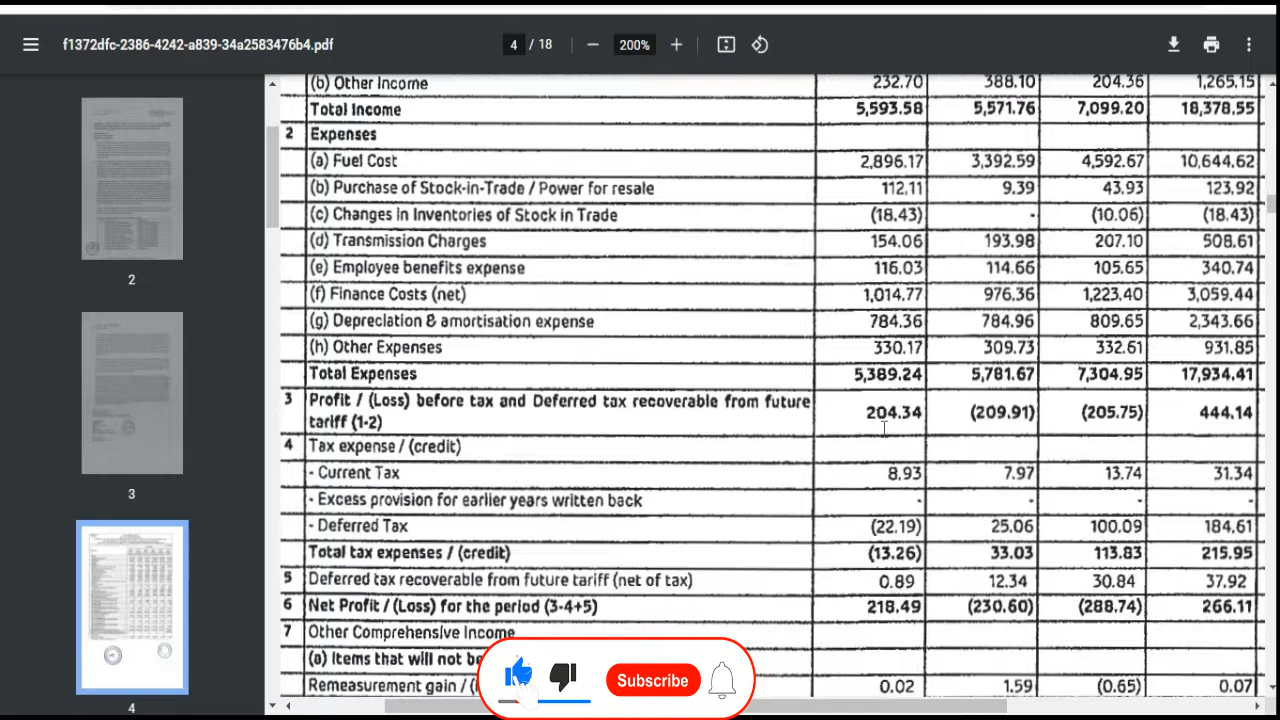 f1372dfc-2386-4242-a839-34a2583476b4.pdf 4 / 18 200%
(b) Other Income 232.70 388.10 204.36 1,265.15
Total Income 5,593.58 5,571.76 7,099.20 18,378.55
2 Expenses
(a) Fuel Cost 2,896.17 3,392.59 4,592.67 10,644.62
(b) Purchase of Stock-in-Trade / Power for resale 112.11 9.39 43.93 123.92
(c) Changes in Inventories of Stock in Trade (18.43) - (10.06) (18.43)
(d) Transmission Charges 154.06 193.98 207.10 508.61
(e) Employee benefits expense 116.03 114.66 105.65 340.74
(f) Finance Costs (net) 1,014.77 976.36 1,223.40 3,059.44
(g) Depreciation & amortisation expense 784.36 784.96 809.65 2,343.66
(h) Other Expenses 330.17 309.73 332.61 931.85
Total Expenses 5,389.24 5,781.67 7,304.95 17,934.41
3 Profit / (Loss) before tax and Deferred tax recoverable from future
tariff (1-2) 204.34 (209.91) (205.75) 444.14
4 Tax expense / (credit)
- Current Tax 8.93 7.97 13.74 31.34
- Excess provision for earlier years written back - - - -
- Deferred Tax (22.19) 25.06 100.09 184.61
Total tax expenses / (credit) (13.26) 33.03 113.83 215.95
5 Deferred tax recoverable from future tariff (net of tax) 0.89 12.34 30.84 37.92
6 Net Profit / (Loss) for the period (3-4+5) 218.49 (230.60) (288.74) 266.11
7 Other Comprehensive Income
(a) Items that will not be
Remeasurement gain / 0.02 1.59 (0.65) 0.07
2
3
4
Subscribe